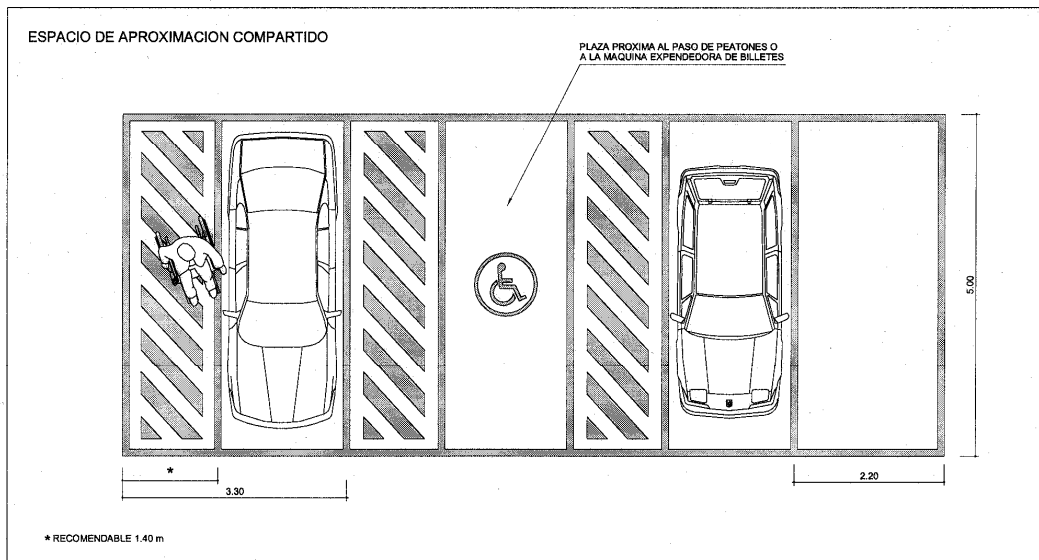 ESPACIO DE APROXIMACION COMPARTIDO
PLAZA PROXIMA AL PASO DE PEATONES O
A LA MAQUINA EXPENDEDORA DE BILLETES
5.00
*
2.20
3.30
* RECOMENDABLE 1.40 m